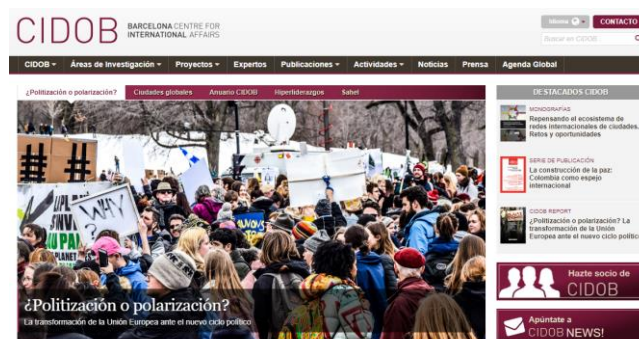 CIDOB
BARCELONA CENTRE FOR
INTERNATIONAL AFFAIRS
Idioma
CONTACTO
Buscar en CIDOB
CIDOB
Áreas de Investigación
Proyectos
Expertos
Publicaciones
Actividades
Noticias
Prensa
Agenda Global
¿Politización o polarización?
Ciudades globales
Anuario CIDOB
Hiperliderazgos
Sahel
##
WHY
?
¿Politización o polarización?
La transformación de la Unión Europea ante el nuevo ciclo político
DESTACADOS CIDOB
MONOGRAFÍAS
Repensando el ecosistema de
redes internacionales de ciudades.
Retos y oportunidades
SERIE DE PUBLICACIÓN
La construcción de la paz:
Colombia como espejo
internacional
CIDOB REPORT
¿Politización o polarización? La
transformación de la Unión
Europea ante el nuevo ciclo político
Hazte socio de
CIDOB
Apúntate a
CIDOB NEWS!